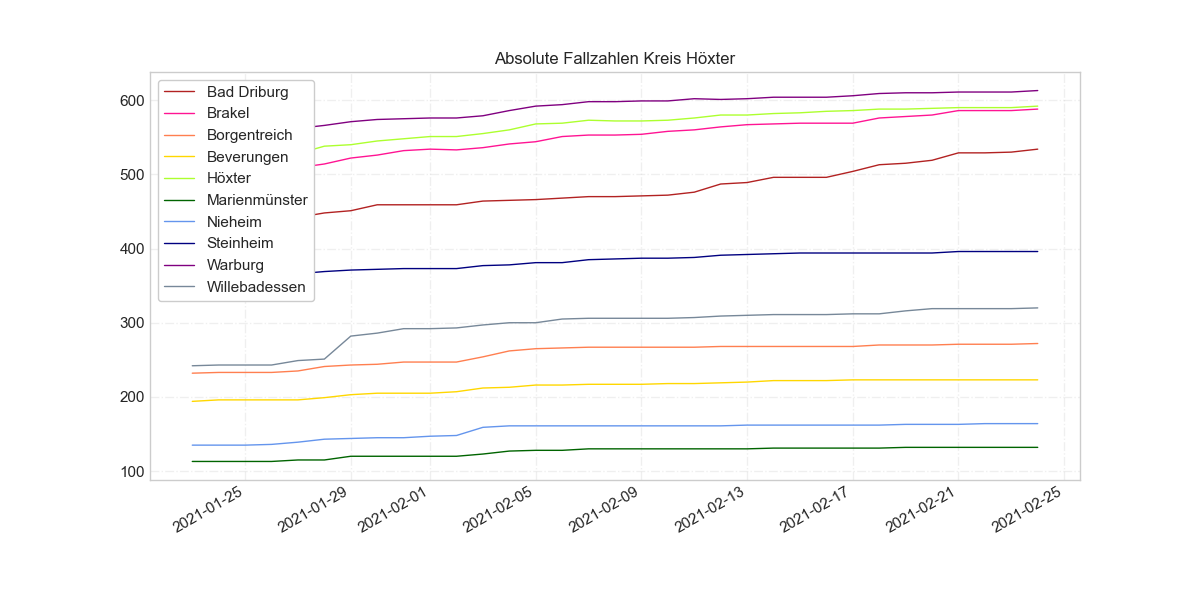 Absolute Fallzahlen Kreis Höxter
Bad Driburg
Brakel
Borgentreich
Beverungen
Höxter
Marienmünster
Nieheim
Steinheim
Warburg
Willebadessen
600
500
400
300
200
100
2021-01-25
2021-01-29
2021-02-01
2021-02-05
2021-02-09
2021-02-13
2021-02-17
2021-02-21
2021-02-25